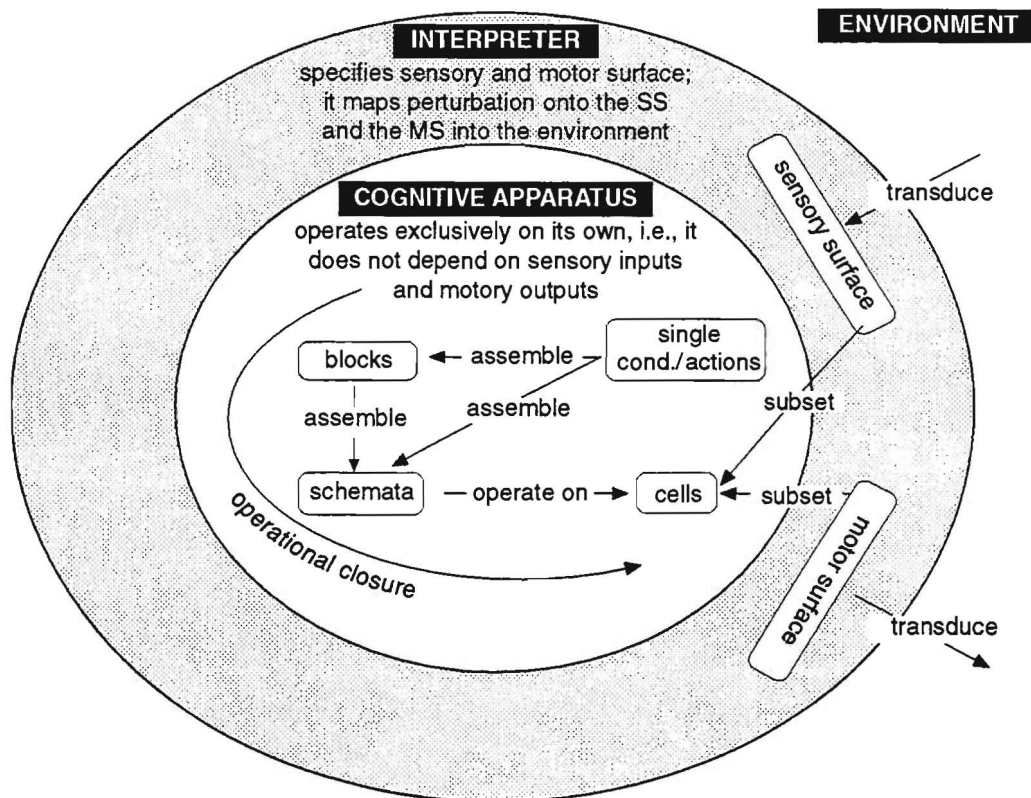 ENVIRONMENT
INTERPRETER
specifies sensory and motor surface;
it maps perturbation onto the SS
and the MS into the environment
sensory surface
transduce
COGNITIVE APPARATUS
operates exclusively on its own, i.e., it
does not depend on sensory inputs
and motory outputs
single
cond./actions
blocks
assemble
assemble
assemble
subset
schemata
operate on
cells
subset
operational closure
motor surface
transduce